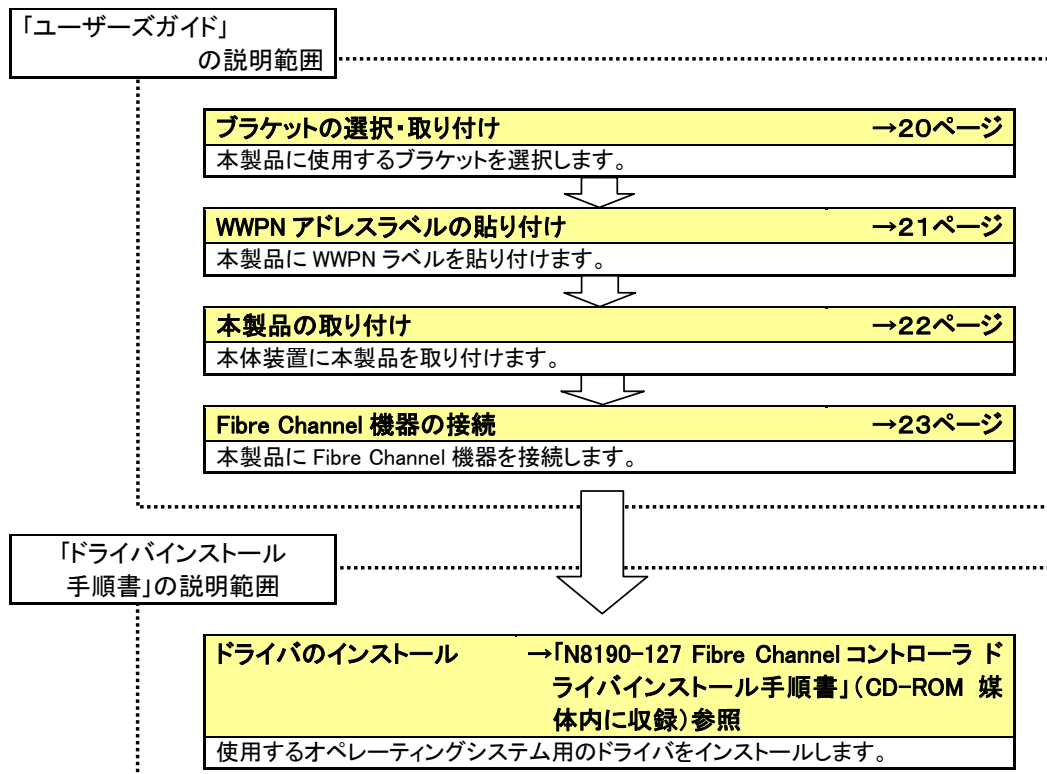 「ユーザーズガイド」
の説明範囲
ブラケットの選択・取り付け →20ページ
本製品に使用するブラケットを選択します。
WWPN アドレスラベルの貼り付け →21ページ
本製品に WWPN ラベルを貼り付けます。
本製品の取り付け →22ページ
本体装置に本製品を取り付けます。
Fibre Channel 機器の接続 →23ページ
本製品に Fibre Channel 機器を接続します。
「ドライバインストール
手順書」の説明範囲
ドライバのインストール →「N8190-127 Fibre Channel コントローラ ド
ライバインストール手順書」(CD-ROM 媒
体内に収録)参照
使用するオペレーティングシステム用のドライバをインストールします。